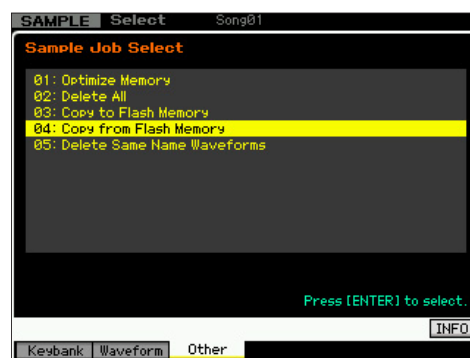 SAMPLE Select Song01
Sample Job Select
01: Optimize Memory
02: Delete All
03: Copy to Flash Memory
04: Copy from Flash Memory
05: Delete Same Name Waveforms
Press [ENTER] to select.
INFO
Keybank Waveform Other